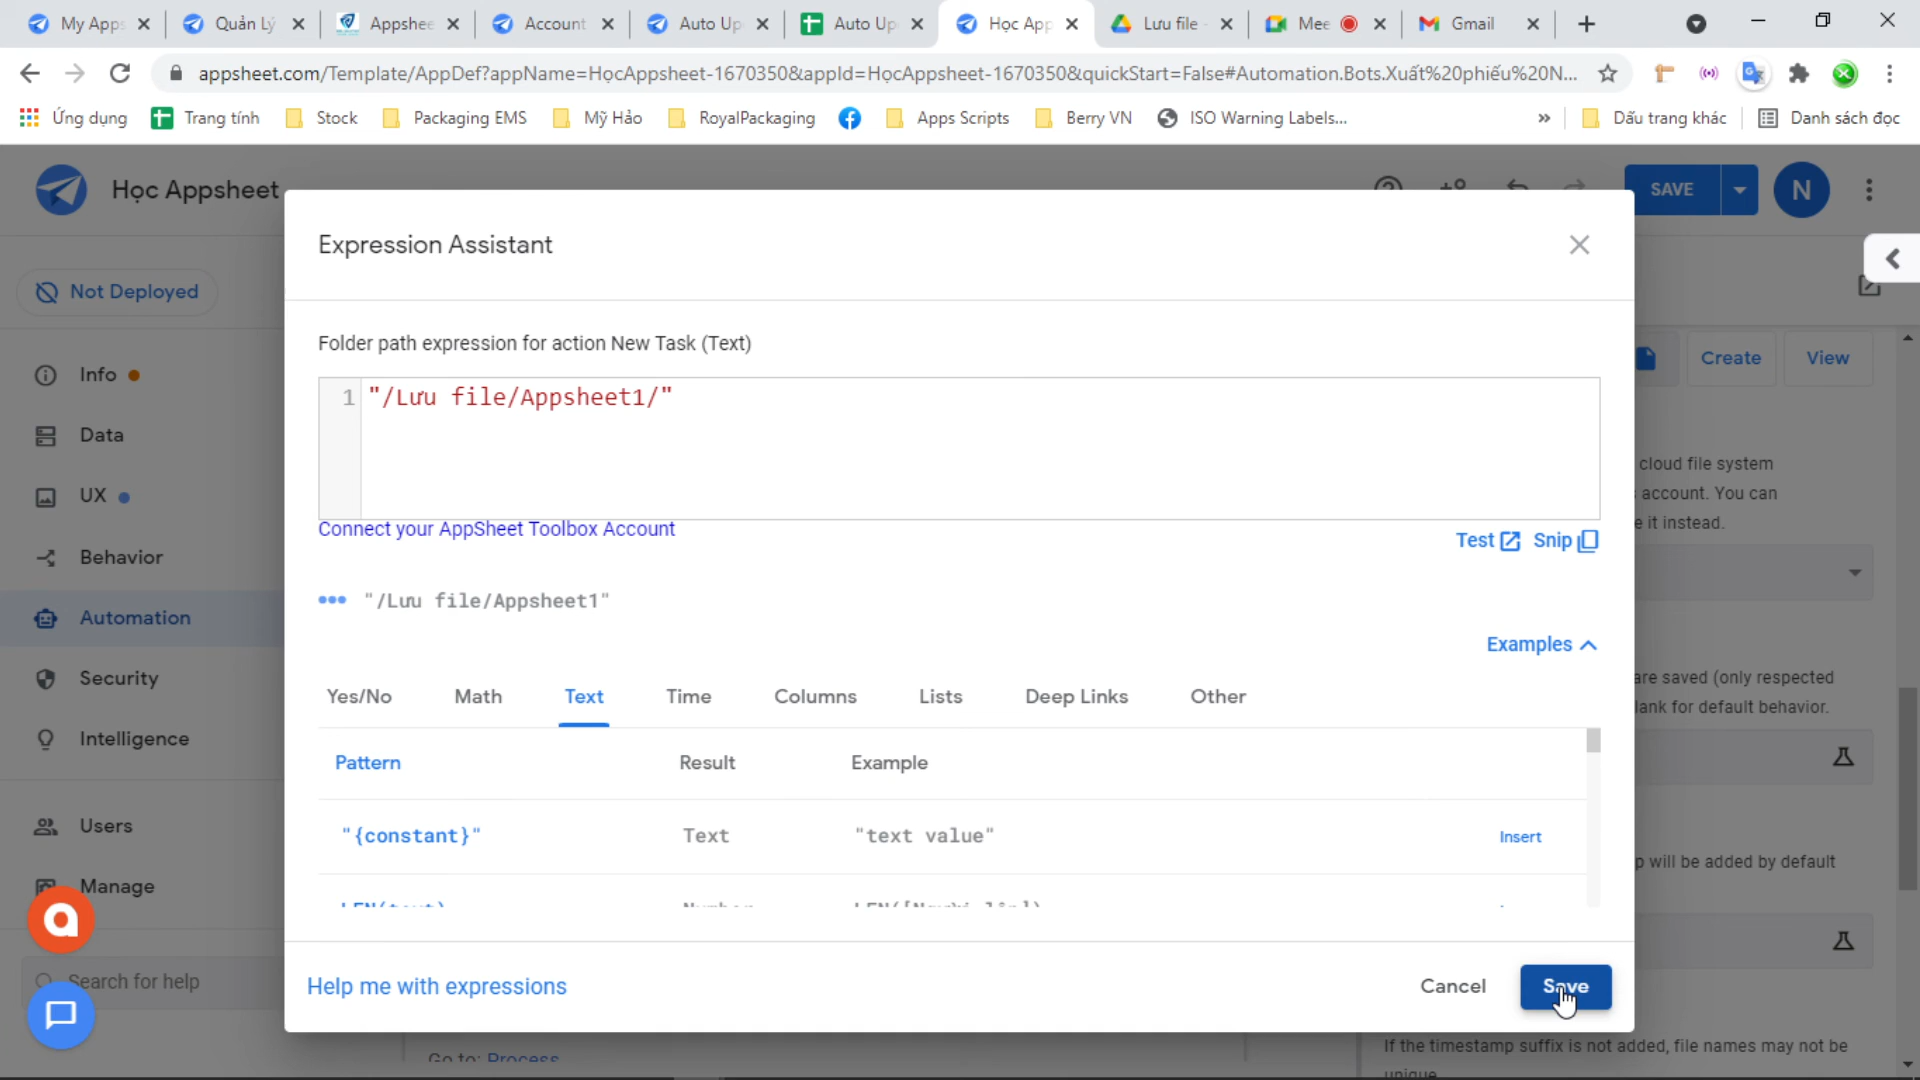 My Apps
Quản Lý
Appshee
Account
Auto Up
Auto Up
Học App
Lưu file -
Mee
Gmail
appsheet.com/Template/AppDef?appName=HọcAppsheet-1670350&appId=HọcAppsheet-1670350&quickStart=False#Automation.Bots.Xuất%20phiếu%20N...
Ứng dụng
Trang tính
Stock
Packaging EMS
Mỹ Hảo
RoyalPackaging
Apps Scripts
Berry VN
ISO Warning Labels...
»
Dấu trang khác
Danh sách đọc
Học Appsheet
SAVE
N
Expression Assistant
Not Deployed
Folder path expression for action New Task (Text)
Create
View
Info
1 "/Lưu file/Appsheet1/"
Data
cloud file system
account. You can
e it instead.
UX
Connect your AppSheet Toolbox Account
Test
Snip
Behavior
"/Lưu file/Appsheet1"
Automation
Examples
Security
are saved (only respected
lank for default behavior.
Yes/No
Math
Text
Time
Columns
Lists
Deep Links
Other
Intelligence
Pattern
Result
Example
Users
"{constant}"
Text
"text value"
Insert
p will be added by default
Manage
Search for help
Help me with expressions
Cancel
Save
Go to: Process
If the timestamp suffix is not added, file names may not be
unique.